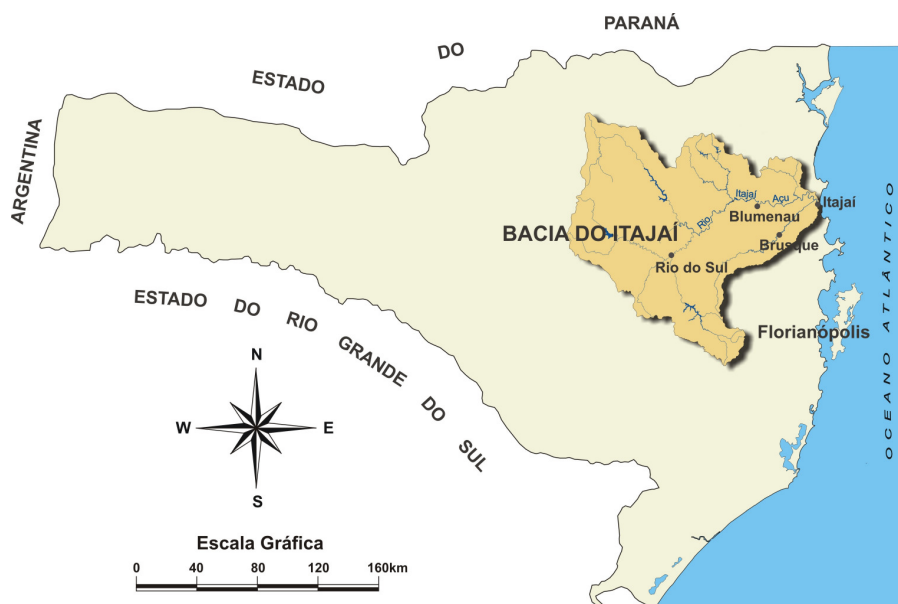 PARANÁ
ESTADO DO
ARGENTINA
Itajaí Açu
Itajaí
Rio
Blumenau
BACIA DO ITAJAÍ
Brusque
Rio do Sul
OCEANO ATLÂNTICO
ESTADO DO RIO GRANDE DO SUL
Florianópolis
N
W E
S
Escala Gráfica
0 40 80 120 160km